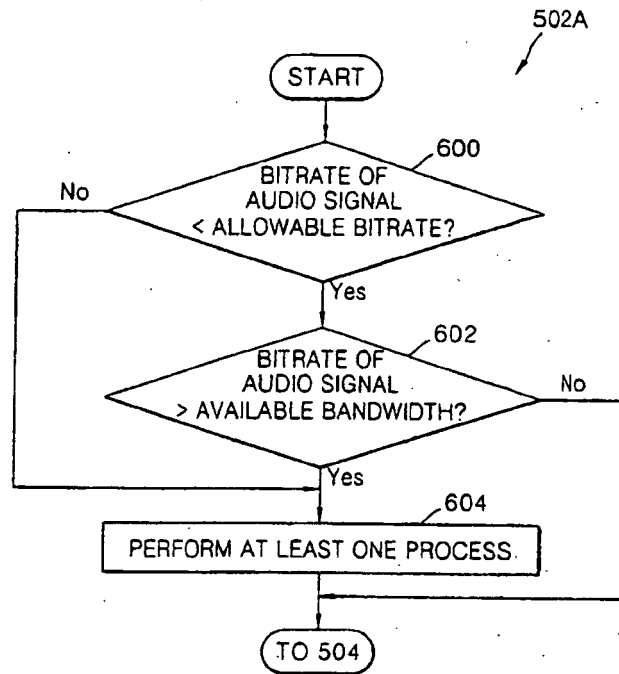 502A
START
600
BITRATE OF
AUDIO SIGNAL
< ALLOWABLE BITRATE?
No
Yes
602
BITRATE OF
AUDIO SIGNAL
> AVAILABLE BANDWIDTH?
No
Yes
604
PERFORM AT LEAST ONE PROCESS
TO 504